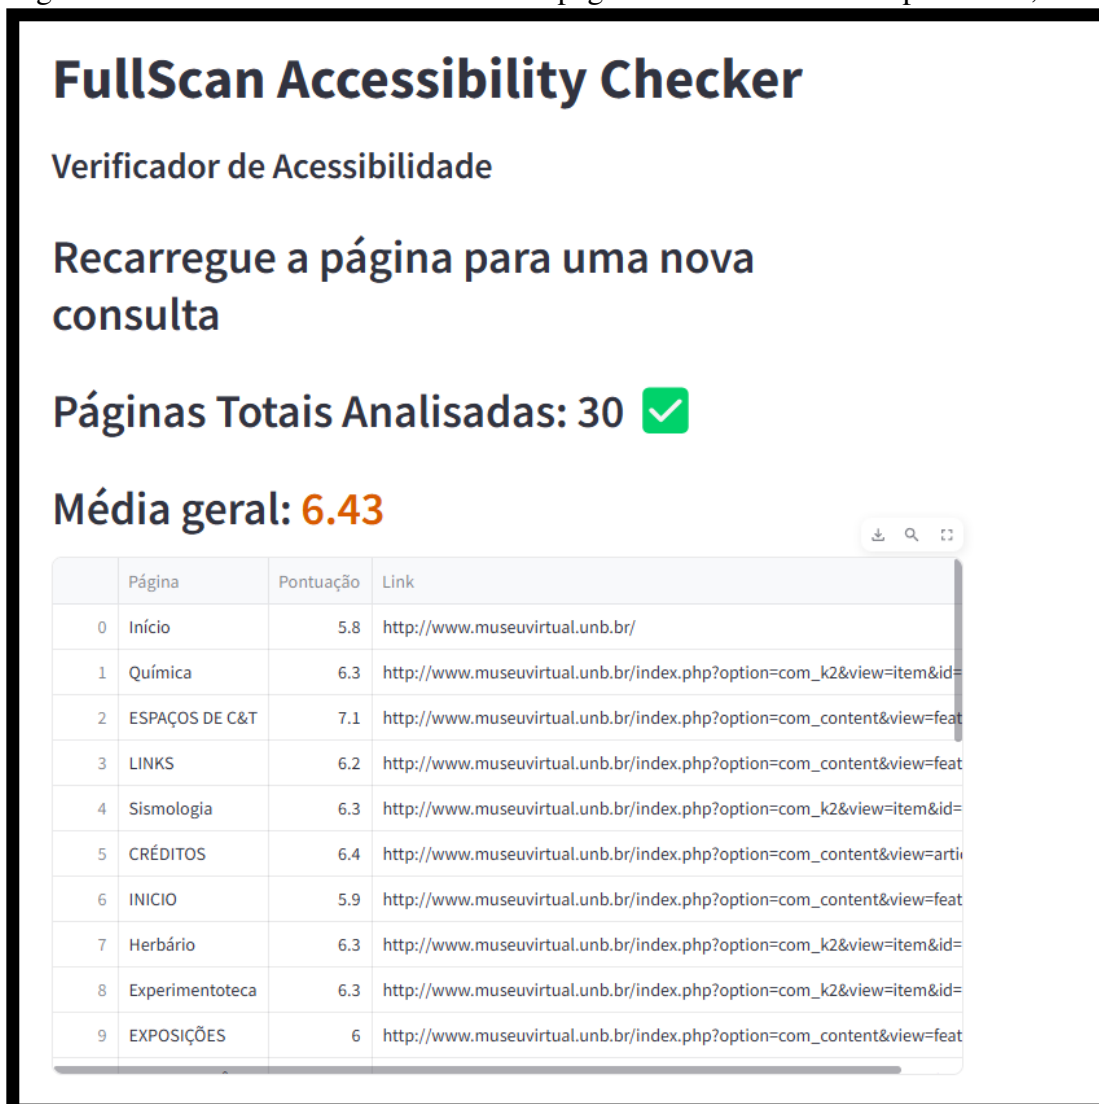 FullScan Accessibility Checker
Verificador de Acessibilidade
Recarregue a página para uma nova
consulta
Páginas Totais Analisadas: 30 ✅
Média geral: 6.43
Página Pontuação Link
0 Início 5.8 http://www.museuvirtual.unb.br/
1 Química 6.3 http://www.museuvirtual.unb.br/index.php?option=com_k2&view=item&id=
2 ESPAÇOS DE C&T 7.1 http://www.museuvirtual.unb.br/index.php?option=com_content&view=feat
3 LINKS 6.2 http://www.museuvirtual.unb.br/index.php?option=com_content&view=feat
4 Sismologia 6.3 http://www.museuvirtual.unb.br/index.php?option=com_k2&view=item&id=
5 CRÉDITOS 6.4 http://www.museuvirtual.unb.br/index.php?option=com_content&view=arti
6 INICIO 5.9 http://www.museuvirtual.unb.br/index.php?option=com_content&view=feat
7 Herbário 6.3 http://www.museuvirtual.unb.br/index.php?option=com_k2&view=item&id=
8 Experimentoteca 6.3 http://www.museuvirtual.unb.br/index.php?option=com_k2&view=item&id=
9 EXPOSIÇÕES 6 http://www.museuvirtual.unb.br/index.php?option=com_content&view=feat